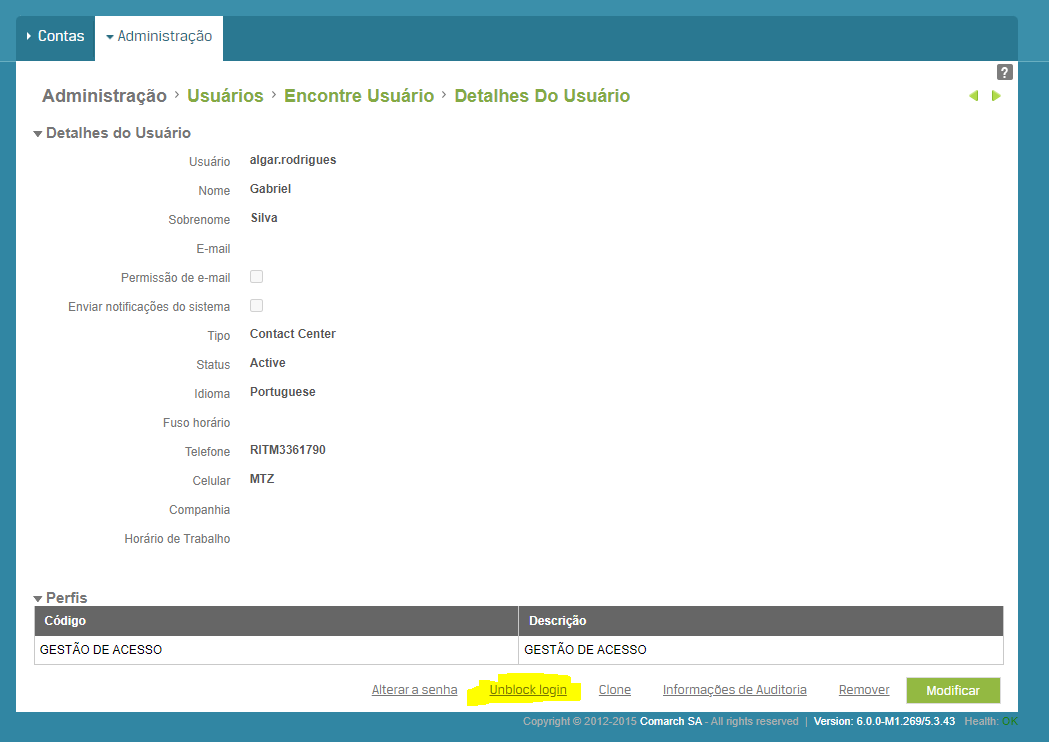 Contas Administração
?
Administração › Usuários › Encontre Usuário › Detalhes Do Usuário
Detalhes do Usuário
Usuário algar.rodrigues
Nome Gabriel
Sobrenome Silva
E-mail
Permissão de e-mail
Enviar notificações do sistema
Tipo Contact Center
Status Active
Idioma Portuguese
Fuso horário
Telefone RITM3361790
Celular MTZ
Companhia
Horário de Trabalho
Perfis
Código Descrição
GESTÃO DE ACESSO GESTÃO DE ACESSO
Alterar a senha Unblock login Clone Informações de Auditoria Remover Modificar
Copyright © 2012-2015 Comarch SA - All rights reserved | Version: 6.0.0-M1.269/5.3.43 Health: OK